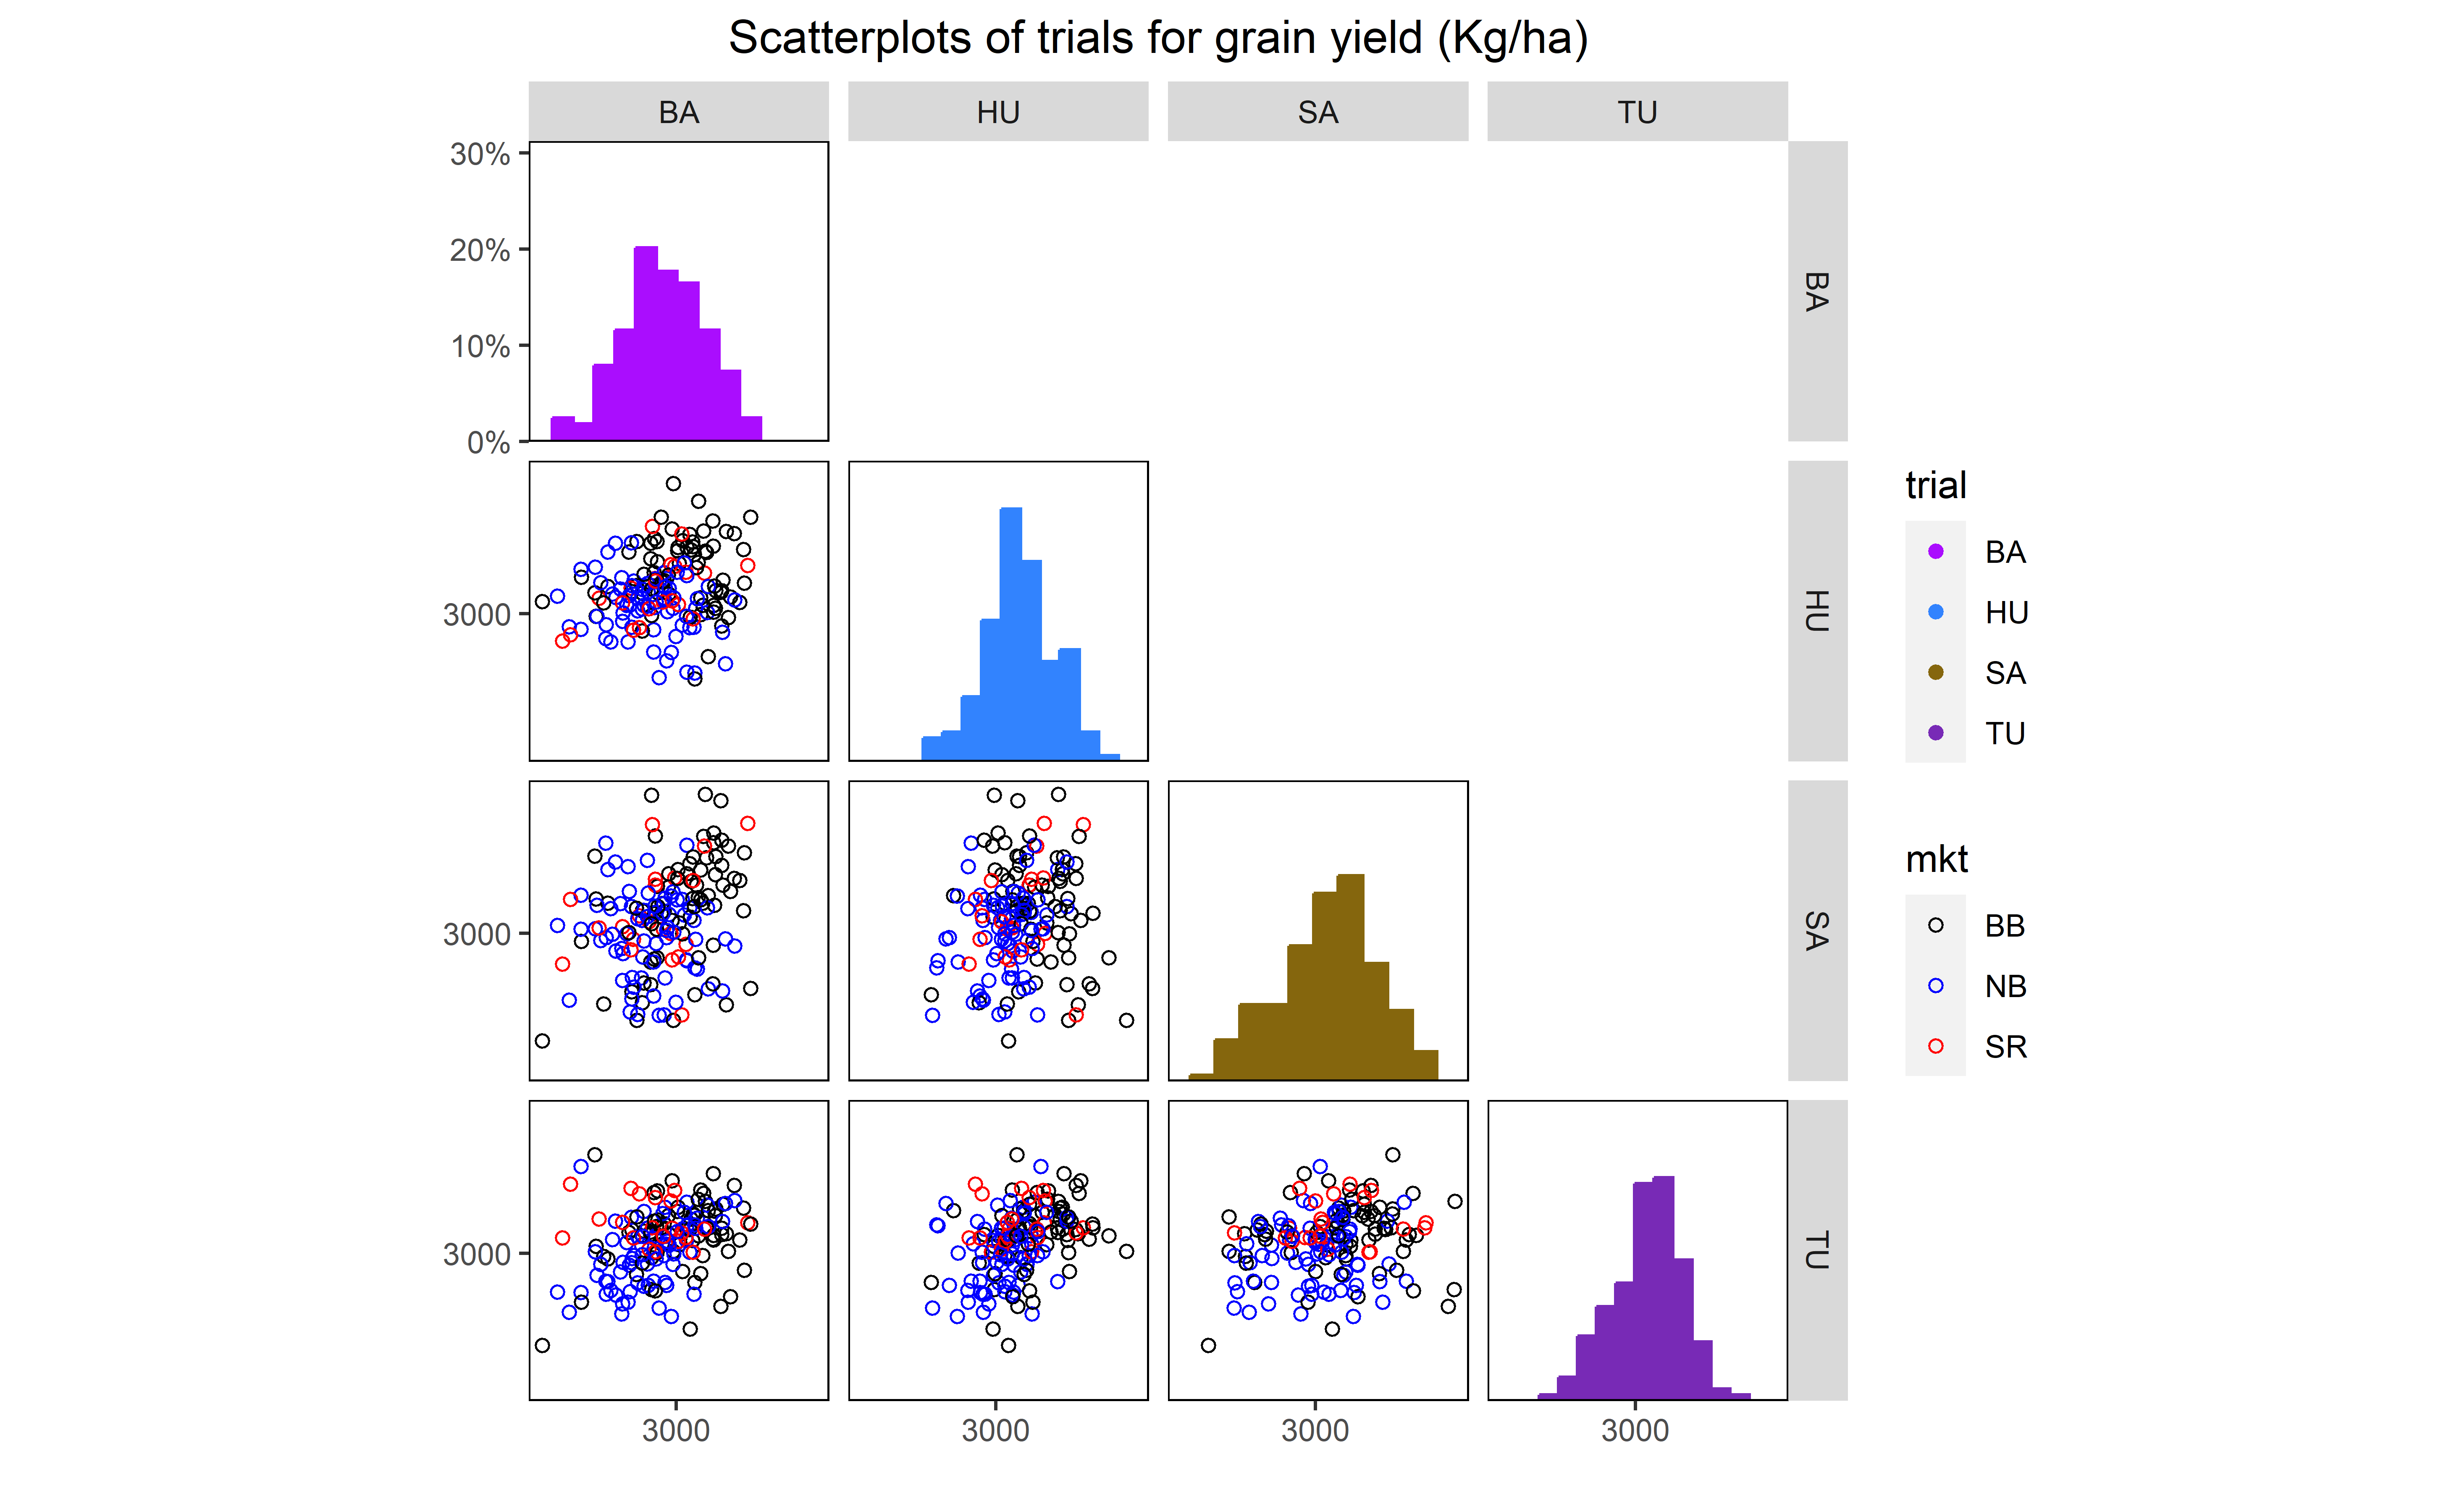 Scatterplots of trials for grain yield (Kg/ha)
BA
HU
SA
TU
30%
20%
10%
0%
BA
3000
HU
3000
SA
3000
TU
3000
3000
3000
3000
trial
BA
HU
SA
TU
mkt
BB
NB
SR